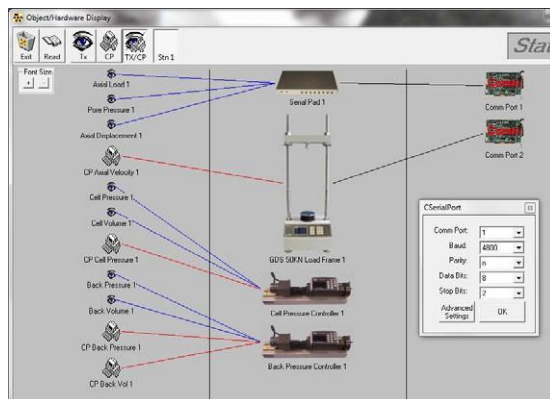 Object/Hardware Display
Exit
Read
Tx
CP
TX/CP
Stn 1
Font Size
+
-
Axial Load 1
Pore Pressure 1
Axial Displacement 1
CP Axial Velocity 1
Cell Pressure 1
Cell Volume 1
CP Cell Pressure 1
Back Pressure 1
Back Volume 1
CP Back Pressure 1
CP Back Vol 1
Serial Pad 1
GDS 50KN Load Frame 1
Cell Pressure Controller 1
Back Pressure Controller 1
Comm Port 1
Comm Port 2
CSerialPort
Comm Port: 1
Baud: 4800
Parity: n
Data Bits: 8
Stop Bits: 2
Advanced
Settings
OK